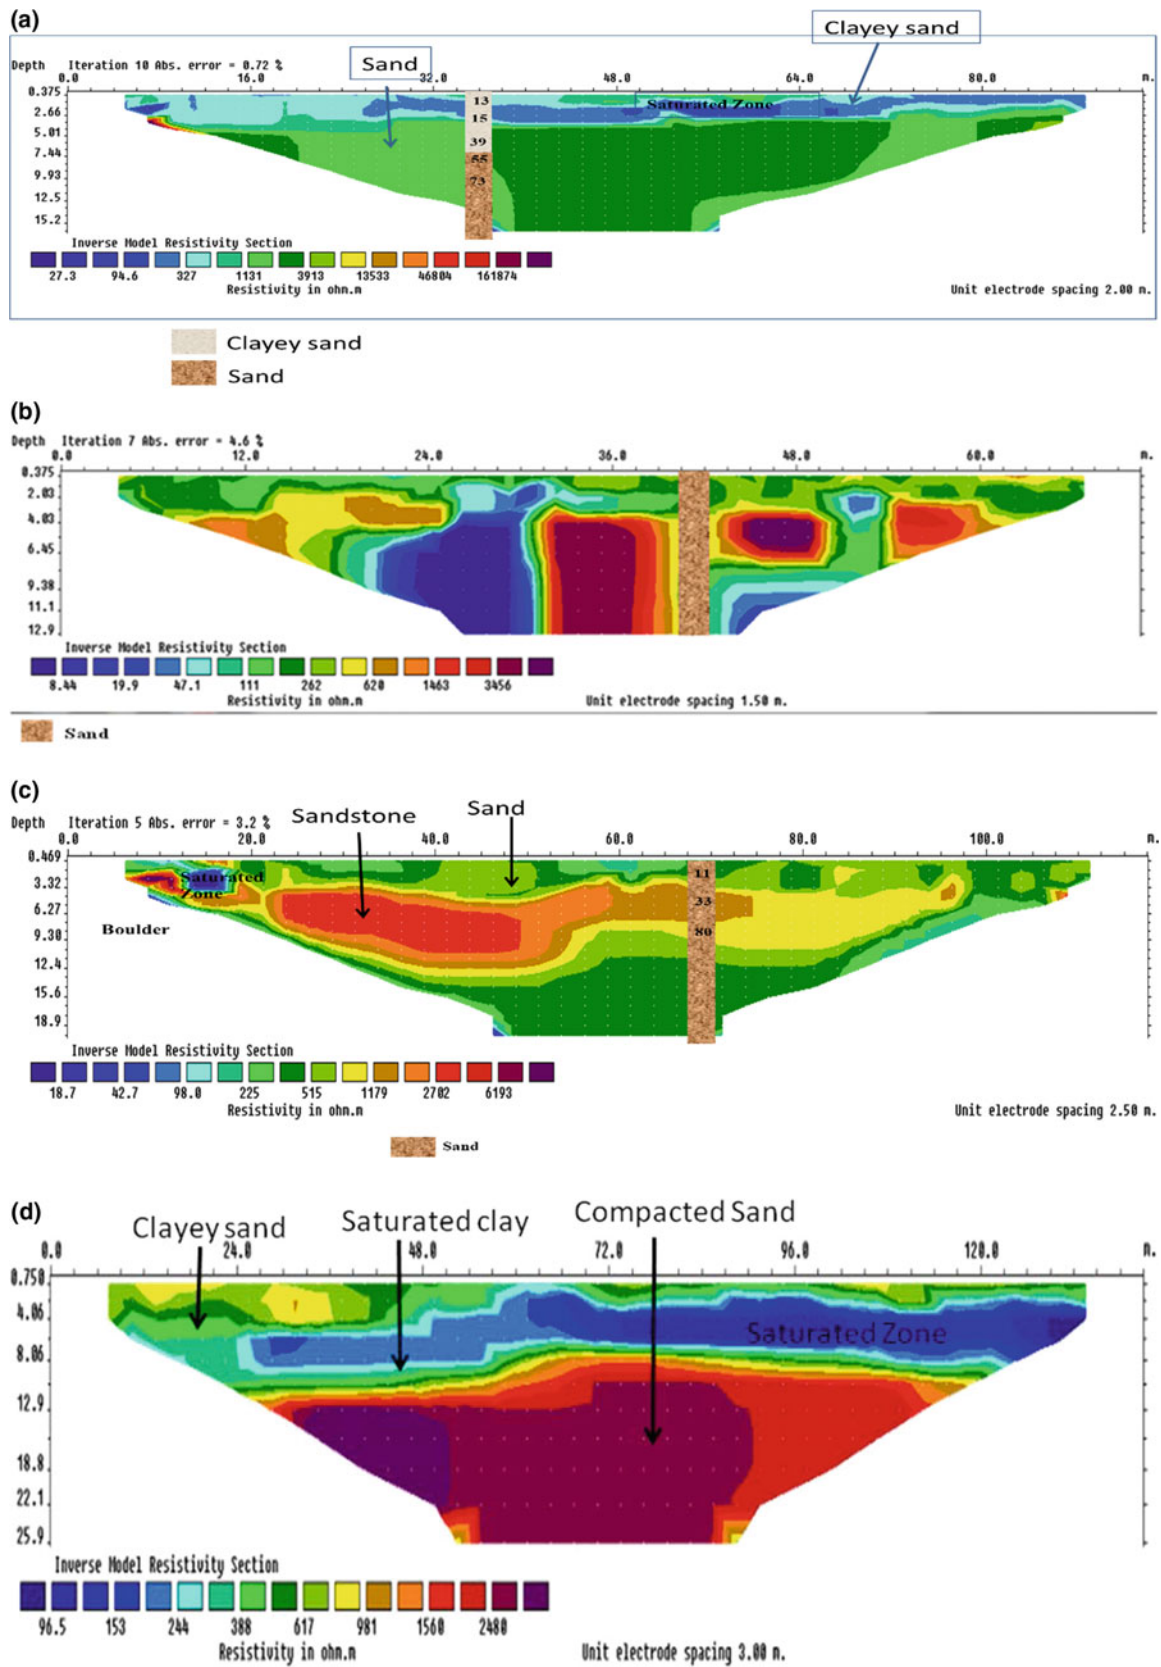 (a)
Clayey sand
Sand
Depth Iteration 10 Abs. error = 0.72 %
0.0 16.0 32.0 48.0 64.0 80.0 m.
0.375
2.66
5.01
7.44
9.93
12.5
15.2
13
15
39
55
73
Saturated Zone
Inverse Model Resistivity Section
27.3 94.6 327 1131 3913 13533 46804 161874
Resistivity in ohm.m
Unit electrode spacing 2.00 m.
Clayey sand
Sand
(b)
Depth Iteration 7 Abs. error = 4.6 %
0.0 12.0 24.0 36.0 48.0 60.0 m.
0.375
2.03
4.03
6.45
9.38
11.1
12.9
Inverse Model Resistivity Section
8.44 19.9 47.1 111 262 620 1463 3456
Resistivity in ohm.m
Unit electrode spacing 1.50 m.
Sand
(c)
Sandstone
Sand
Depth Iteration 5 Abs. error = 3.2 %
0.0 20.0 40.0 60.0 80.0 100.0 m.
0.469
3.32
6.27
9.30
12.4
15.6
18.9
Saturated
Zone
Boulder
11
33
80
Inverse Model Resistivity Section
18.7 42.7 98.0 225 515 1179 2702 6193
Resistivity in ohm.m
Unit electrode spacing 2.50 m.
Sand
(d)
Clayey sand
Saturated clay
Compacted Sand
0.0 24.0 48.0 72.0 96.0 120.0 m.
0.750
4.06
8.06
12.9
18.8
22.1
25.9
Saturated Zone
Inverse Model Resistivity Section
96.5 153 244 388 617 981 1560 2480
Resistivity in ohm.m
Unit electrode spacing 3.00 m.